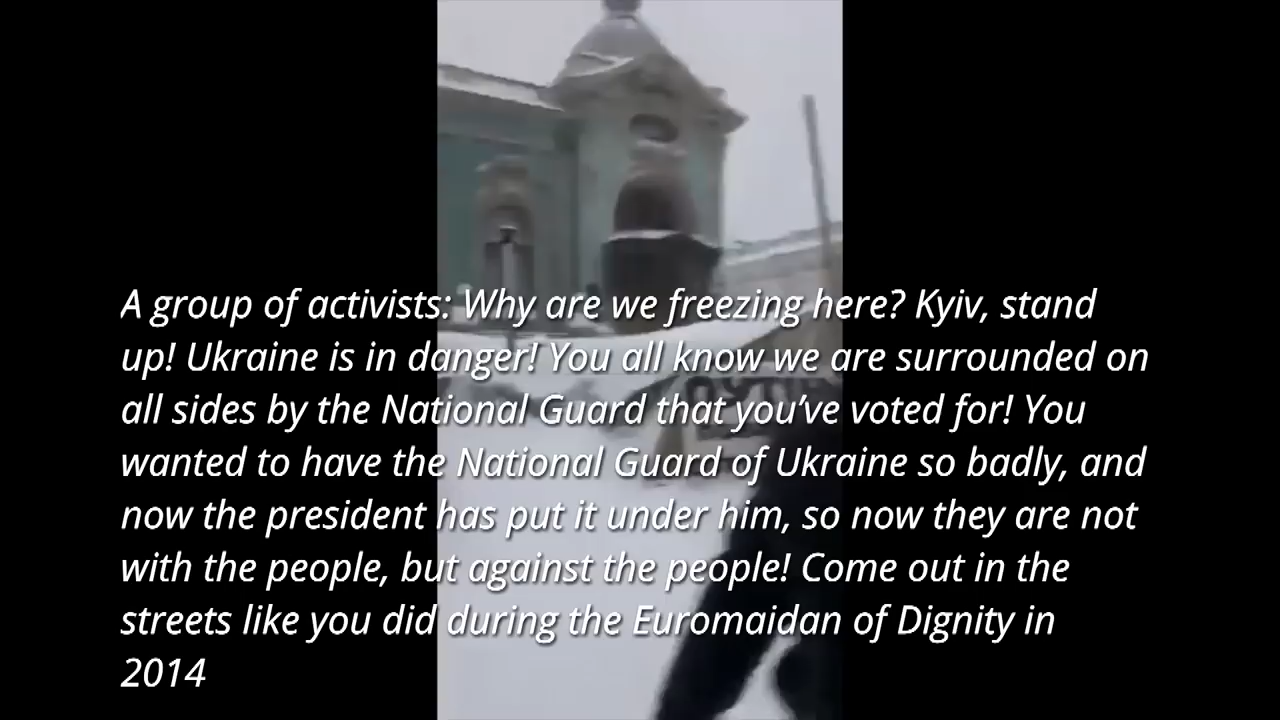 A group of activists: Why are we freezing here? Kyiv, stand
up! Ukraine is in danger! You all know we are surrounded on
all sides by the National Guard that you’ve voted for! You
wanted to have the National Guard of Ukraine so badly, and
now the president has put it under him, so now they are not
with the people, but against the people! Come out in the
streets like you did during the Euromaidan of Dignity in
2014